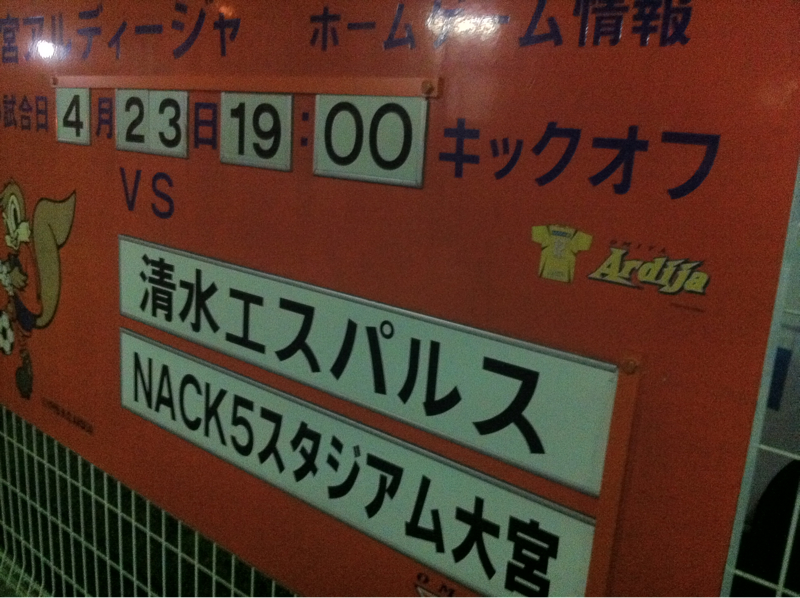 宮アルディージャ ホームゲーム情報
試合日 4月23日 19:00 キックオフ
VS
OMIYA
Ardija
清水エスパルス
NACK5スタジアム大宮
OM